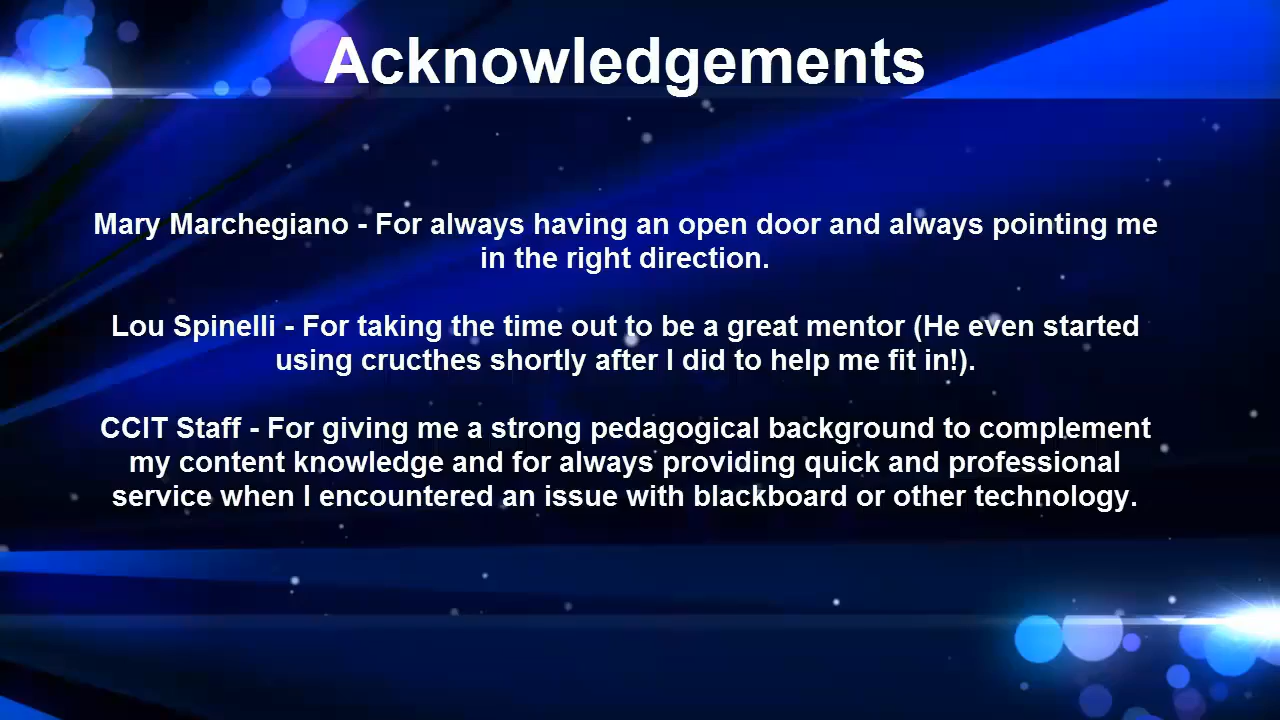 Acknowledgements
Mary Marchegiano - For always having an open door and always pointing me
in the right direction.
Lou Spinelli - For taking the time out to be a great mentor (He even started
using cructhes shortly after I did to help me fit in!).
CCIT Staff - For giving me a strong pedagogical background to complement
my content knowledge and for always providing quick and professional
service when I encountered an issue with blackboard or other technology.